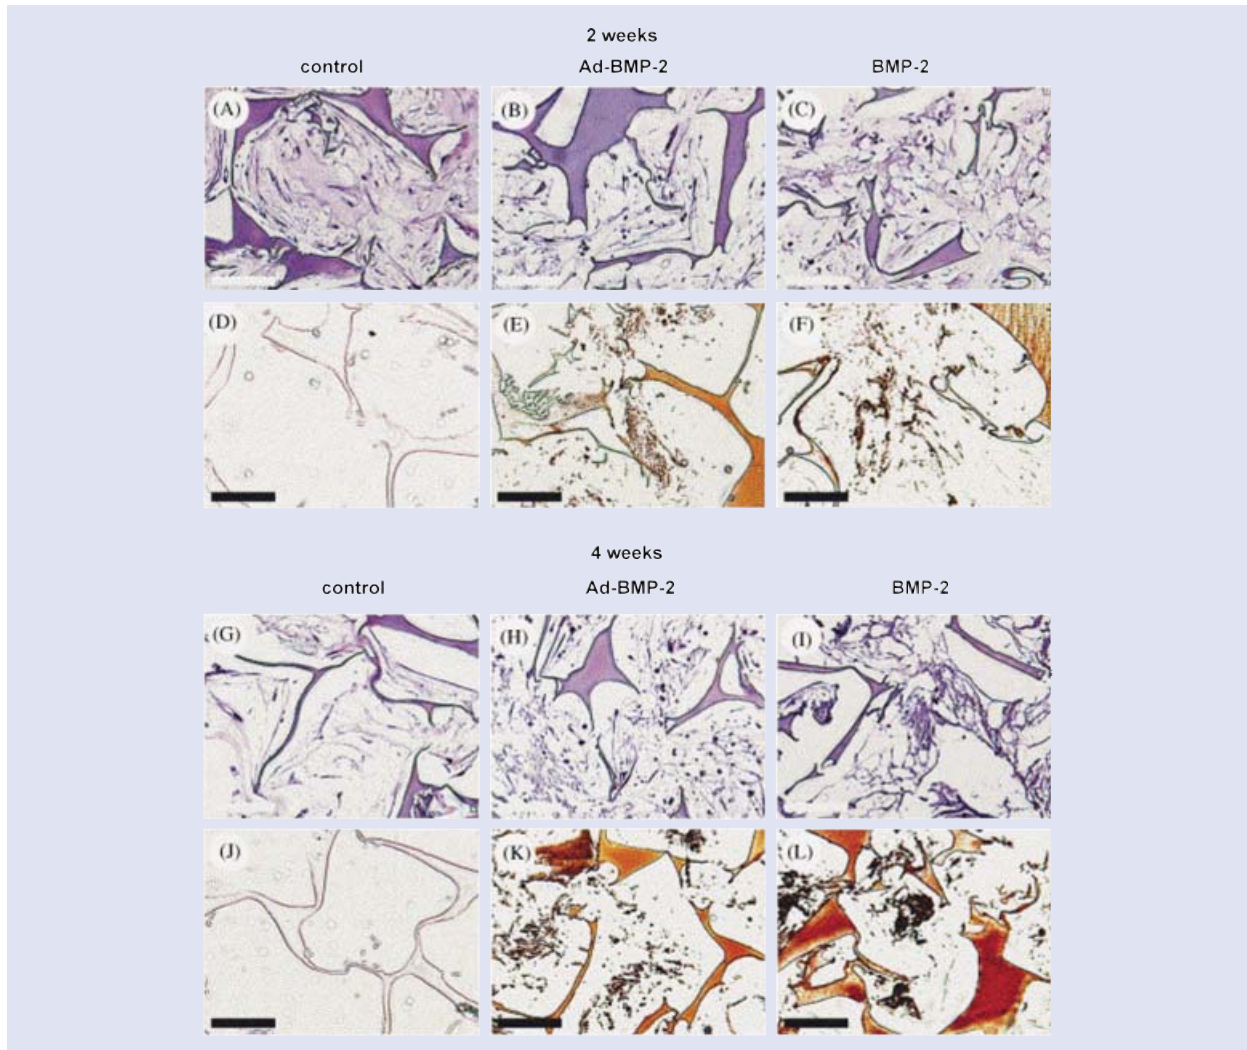 2 weeks
control Ad-BMP-2 BMP-2
(A) (B) (C)
(D) (E) (F)
4 weeks
control Ad-BMP-2 BMP-2
(G) (H) (I)
(J) (K) (L)